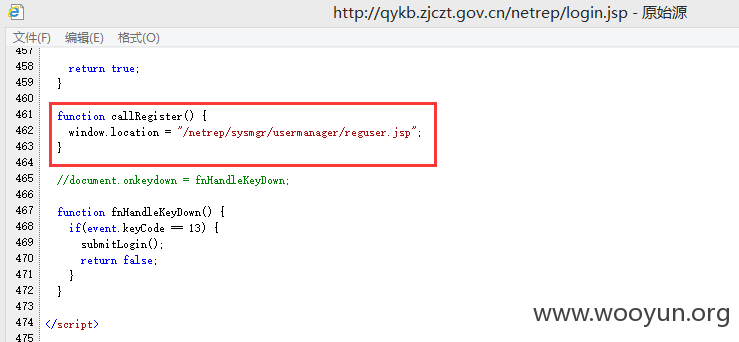 http://qykb.zjczt.gov.cn/netrep/login.jsp - 原始源
文件(F) 编辑(E) 格式(O)
457
458 return true;
459 }
460
461 function callRegister() {
462 window.location = "/netrep/sysmgr/usermanager/reguser.jsp";
463 }
464
465 //document.onkeydown = fnHandleKeyDown;
466
467 function fnHandleKeyDown() {
468 if(event.keyCode == 13) {
469 submitLogin();
470 return false;
471 }
472 }
473
474 </script>
475
www.wooyun.org